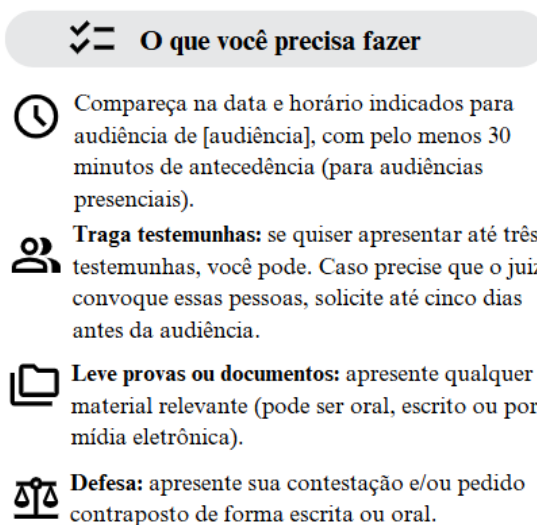 O que você precisa fazer
Compareça na data e horário indicados para
audiência de [audiência], com pelo menos 30
minutos de antecedência (para audiências
presenciais).
Traga testemunhas: se quiser apresentar até três
testemunhas, você pode. Caso precise que o juiz
convoque essas pessoas, solicite até cinco dias
antes da audiência.
Leve provas ou documentos: apresente qualquer
material relevante (pode ser oral, escrito ou por
mídia eletrônica).
Defesa: apresente sua contestação e/ou pedido
contraposto de forma escrita ou oral.